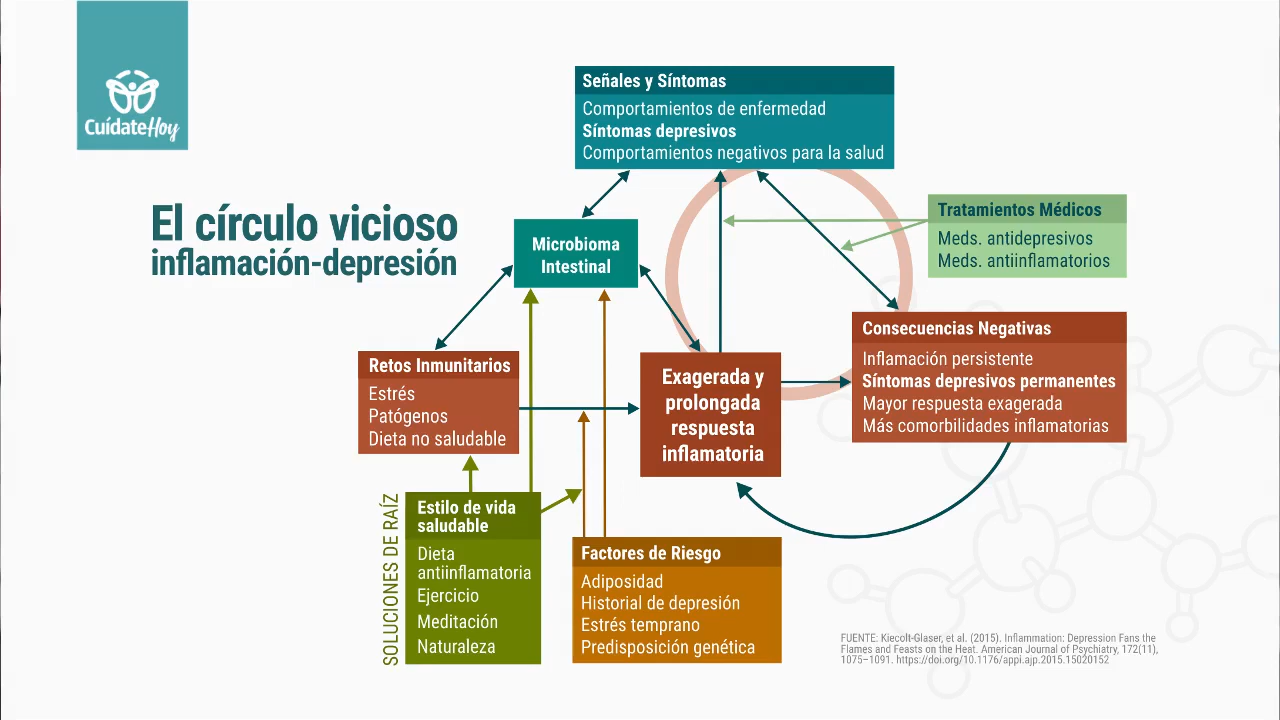 CuídateHoy
El círculo vicioso
inflamación-depresión
Señales y Síntomas
Comportamientos de enfermedad
Síntomas depresivos
Comportamientos negativos para la salud
Microbioma
Intestinal
Tratamientos Médicos
Meds. antidepresivos
Meds. antiinflamatorios
Retos Inmunitarios
Estrés
Patógenos
Dieta no saludable
Exagerada y
prolongada
respuesta
inflamatoria
Consecuencias Negativas
Inflamación persistente
Síntomas depresivos permanentes
Mayor respuesta exagerada
Más comorbilidades inflamatorias
SOLUCIONES DE RAÍZ
Estilo de vida
saludable
Dieta
antiinflamatoria
Ejercicio
Meditación
Naturaleza
Factores de Riesgo
Adiposidad
Historial de depresión
Estrés temprano
Predisposición genética
FUENTE: Kiecolt-Glaser, et al. (2015). Inflammation: Depression Fans the
Flames and Feasts on the Heat. American Journal of Psychiatry, 172(11),
1075–1091. https://doi.org/10.1176/appi.ajp.2015.15020152